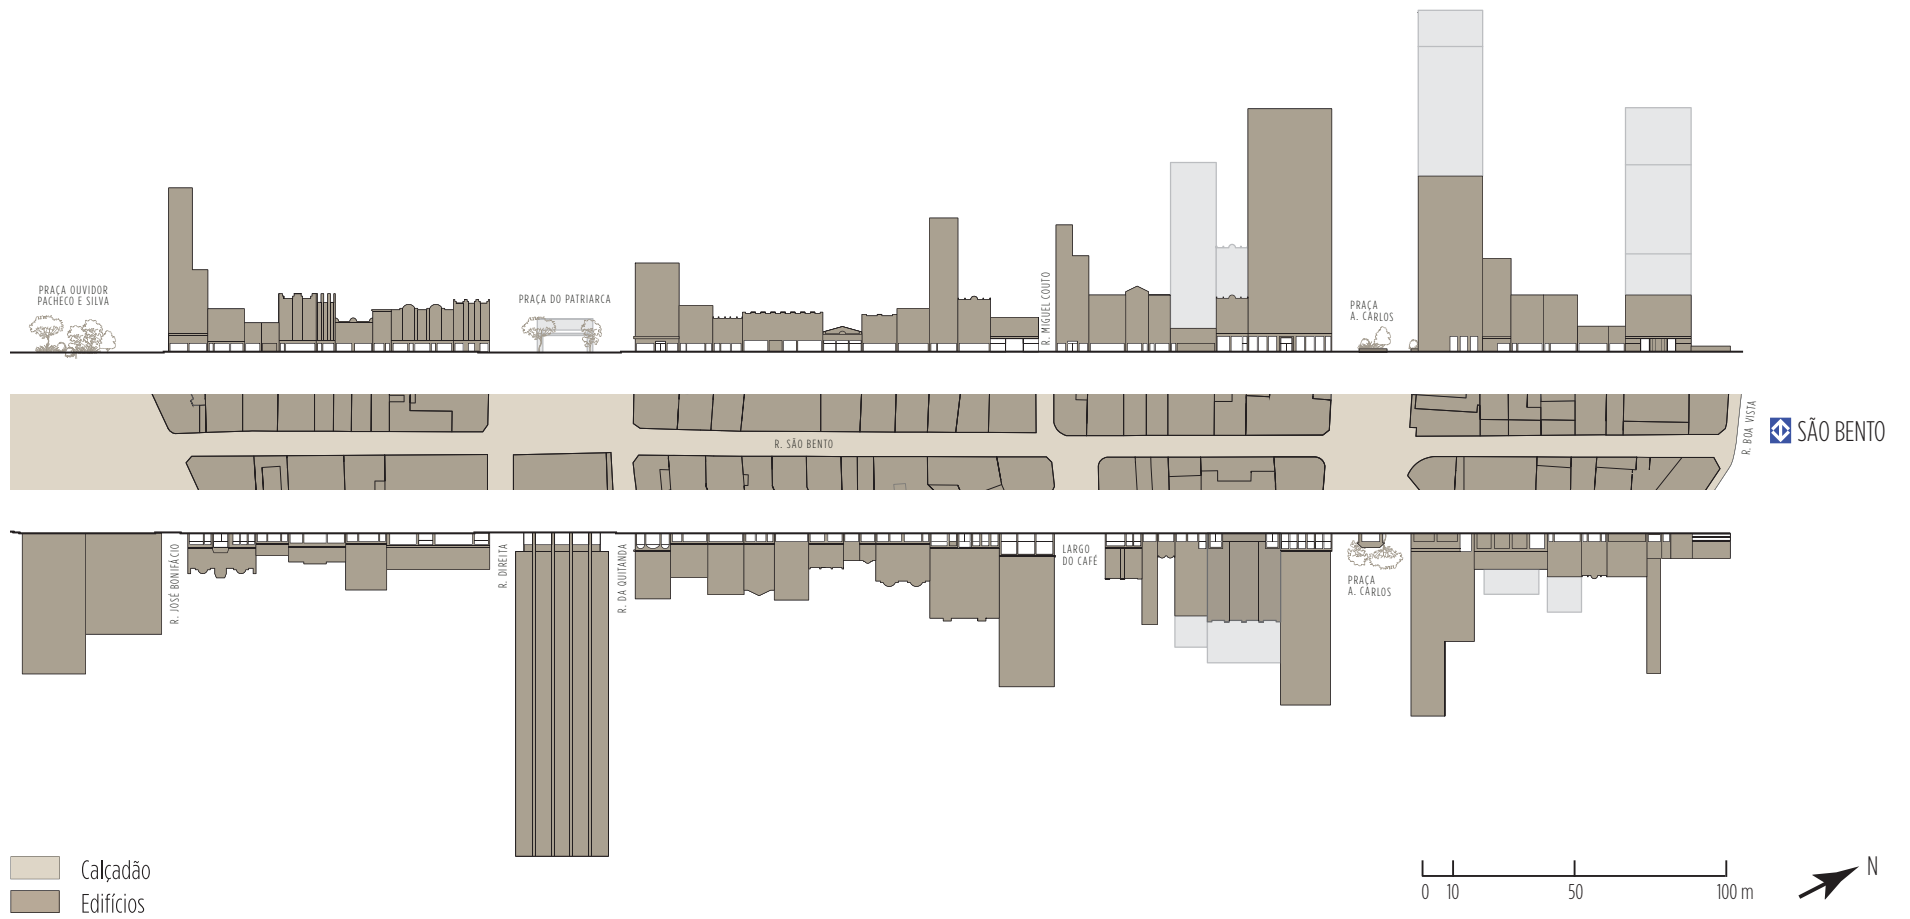 PRAÇA OUVIDOR
PACHECO E SILVA
PRAÇA DO PATRIARCA
R. MIGUEL COUTO
PRAÇA
A. CARLOS
R. SÃO BENTO
R. BOA VISTA
SÃO BENTO
R. JOSÉ BONIFÁCIO
R. DIREITA
R. DA QUITANDA
LARGO
DO CAFÉ
PRAÇA
A. CARLOS
Calçadão
Edifícios
0 10 50 100 m
N